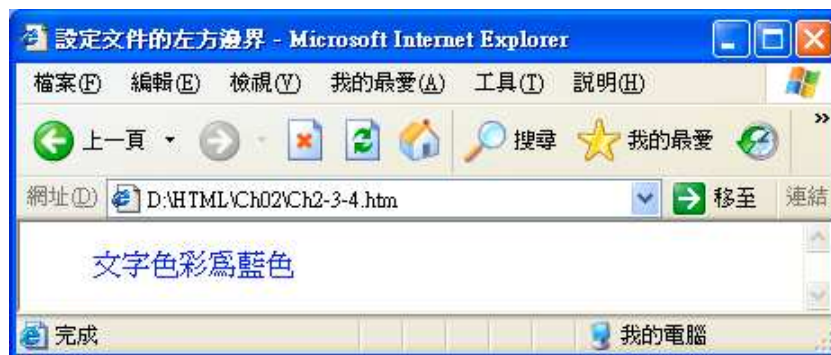 設定文件的左方邊界 - Microsoft Internet Explorer
檔案(F) 編輯(E) 檢視(V) 我的最愛(A) 工具(T) 說明(H)
上一頁 搜尋 我的最愛 »
網址(D) D:\HTML\Ch02\Ch2-3-4.htm 移至 連結
文字色彩為藍色
完成 我的電腦